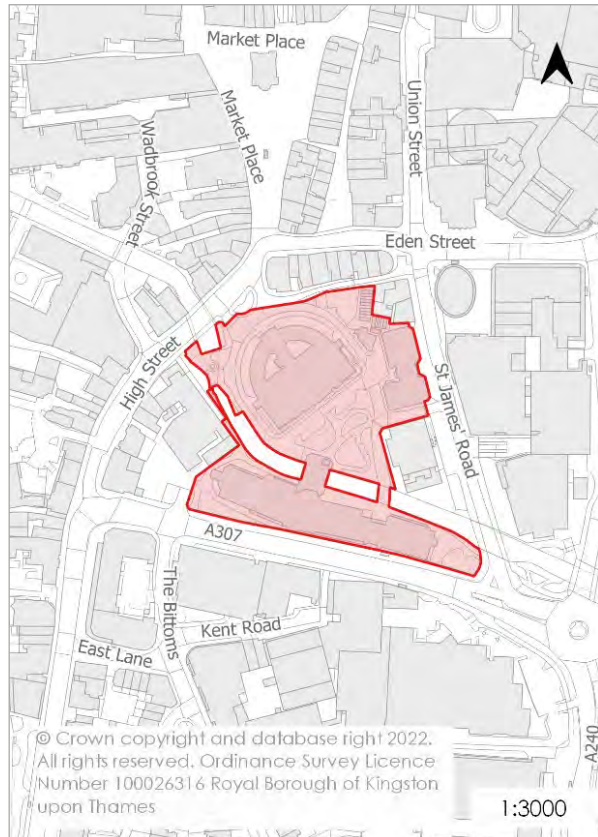 Market Place
Union Street
Market Place
Wadbrook Street
Eden Street
High Street
St James' Road
A307
The Bittoms
Kent Road
East Lane
A240
© Crown copyright and database right 2022.
All rights reserved. Ordinance Survey Licence
Number 100026316 Royal Borough of Kingston
upon Thames
1:3000